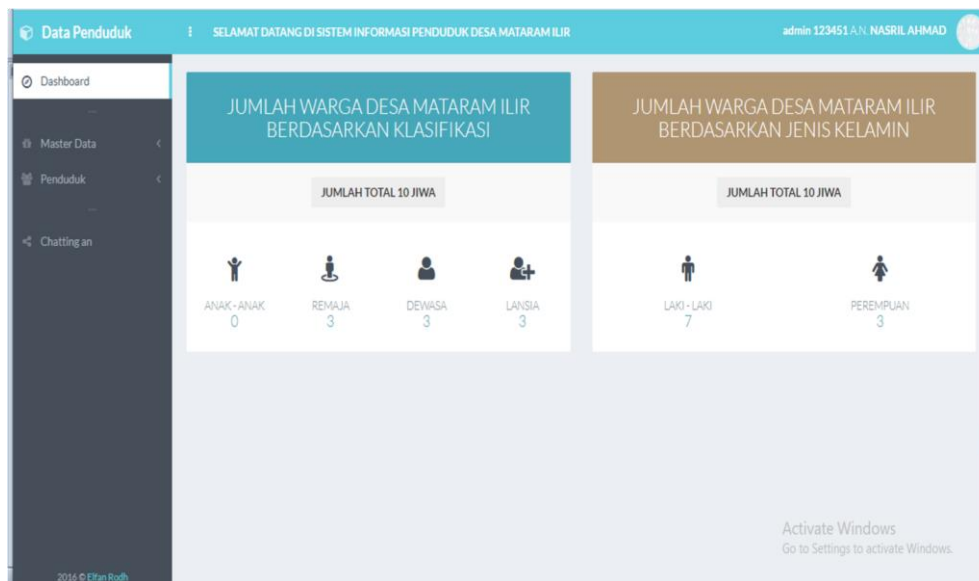 Data Penduduk
SELAMAT DATANG DI SISTEM INFORMASI PENDUDUK DESA MATARAM ILIR
admin 123451 A.N. NASRIL AHMAD
Dashboard
Master Data
Penduduk
Chatting an
JUMLAH WARGA DESA MATARAM ILIR
BERDASARKAN KLASIFIKASI
JUMLAH TOTAL 10 JIWA
ANAK - ANAK
0
REMAJA
3
DEWASA
3
LANSIA
3
JUMLAH WARGA DESA MATARAM ILIR
BERDASARKAN JENIS KELAMIN
JUMLAH TOTAL 10 JIWA
LAKI - LAKI
7
PEREMPUAN
3
Activate Windows
Go to Settings to activate Windows.
2016 © Elfan Rodh